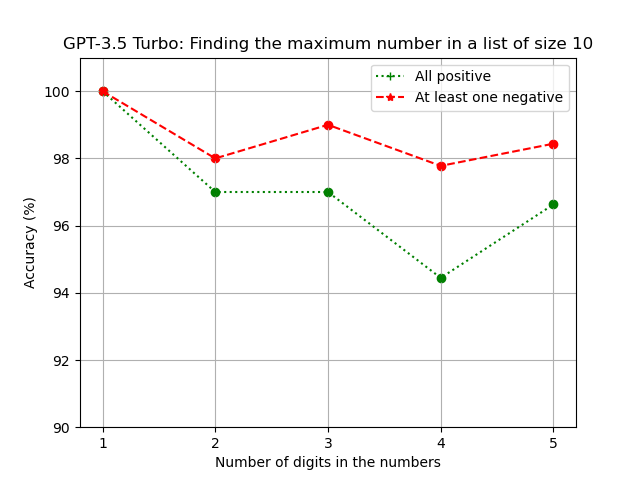 GPT-3.5 Turbo: Finding the maximum number in a list of size 10
All positive
At least one negative
100
98
96
94
92
90
Accuracy (%)
1 2 3 4 5
Number of digits in the numbers